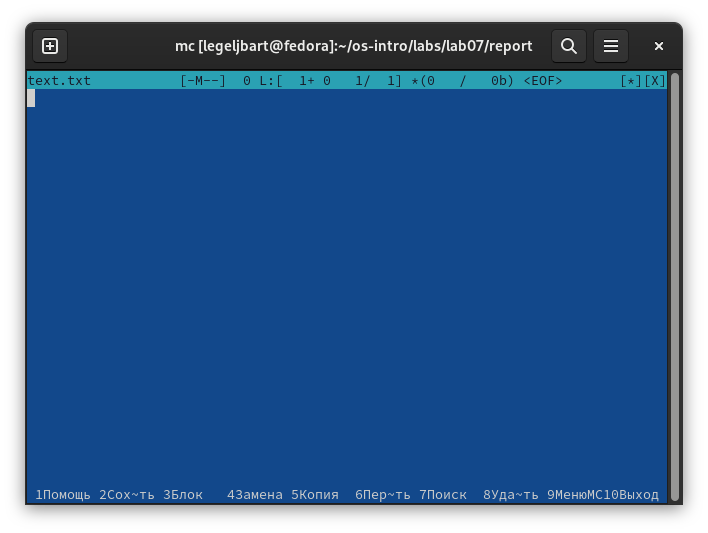 mc [legeljbart@fedora]:~/os-intro/labs/lab07/report
text.txt [-M--] 0 L:[ 1+ 0 1/ 1] *(0 / 0b) <EOF> [*][X]
1Помощь 2Сох~ть 3Блок 4Замена 5Копия 6Пер~ть 7Поиск 8Уда~ть 9МенюMC10Выход